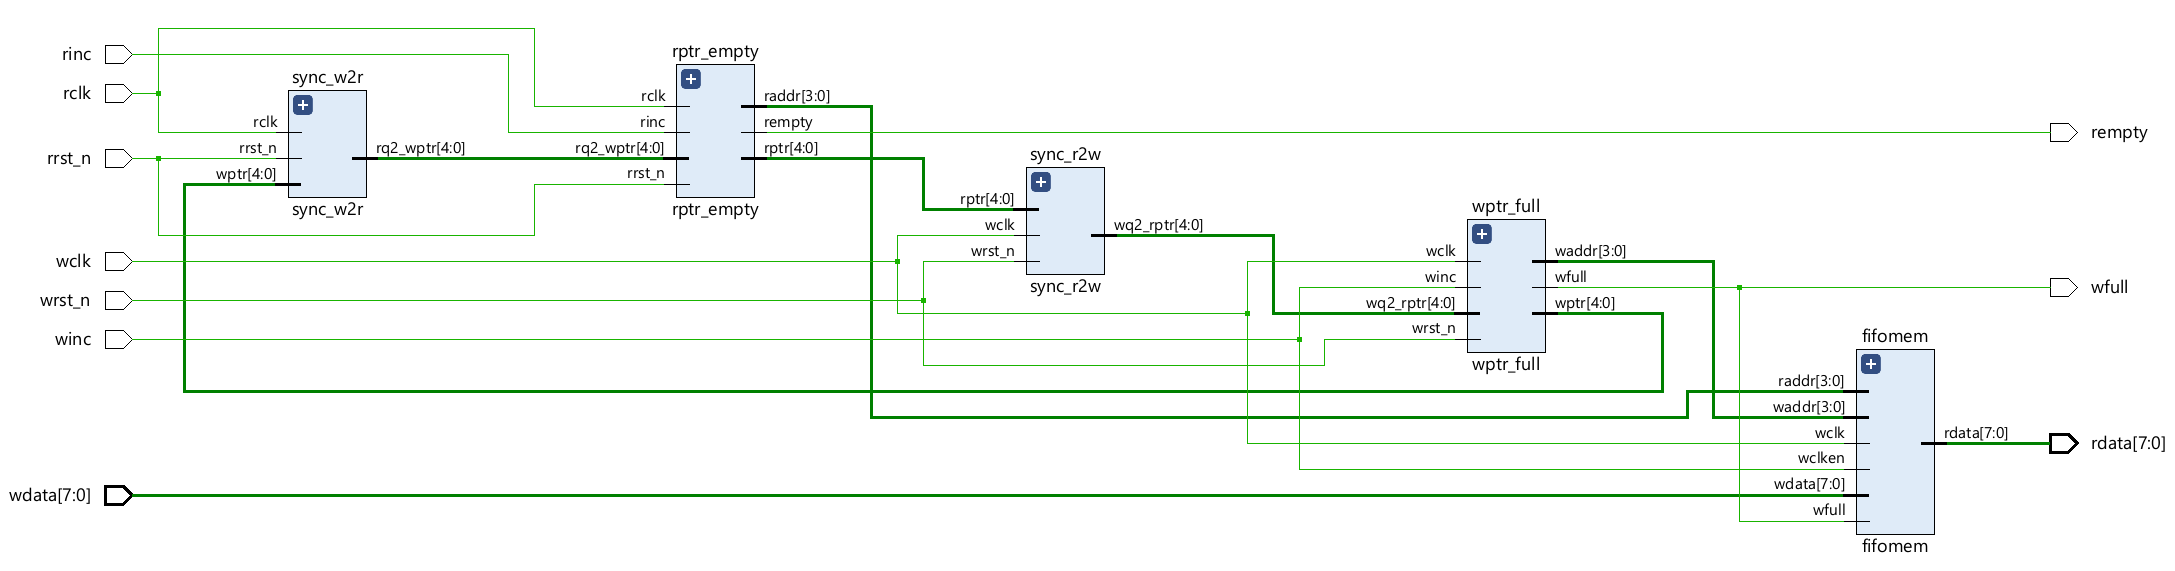 rinc
rclk
rrst_n
wclk
wrst_n
winc
wdata[7:0]
sync_w2r
rclk
rrst_n
wptr[4:0]
rq2_wptr[4:0]
sync_w2r
rptr_empty
rclk
rinc
rq2_wptr[4:0]
rrst_n
raddr[3:0]
rempty
rptr[4:0]
rptr_empty
sync_r2w
rptr[4:0]
wclk
wrst_n
wq2_rptr[4:0]
sync_r2w
wptr_full
wclk
winc
wq2_rptr[4:0]
wrst_n
waddr[3:0]
wfull
wptr[4:0]
wptr_full
fifomem
raddr[3:0]
waddr[3:0]
wclk
wclken
wdata[7:0]
wfull
rdata[7:0]
fifomem
rempty
wfull
rdata[7:0]